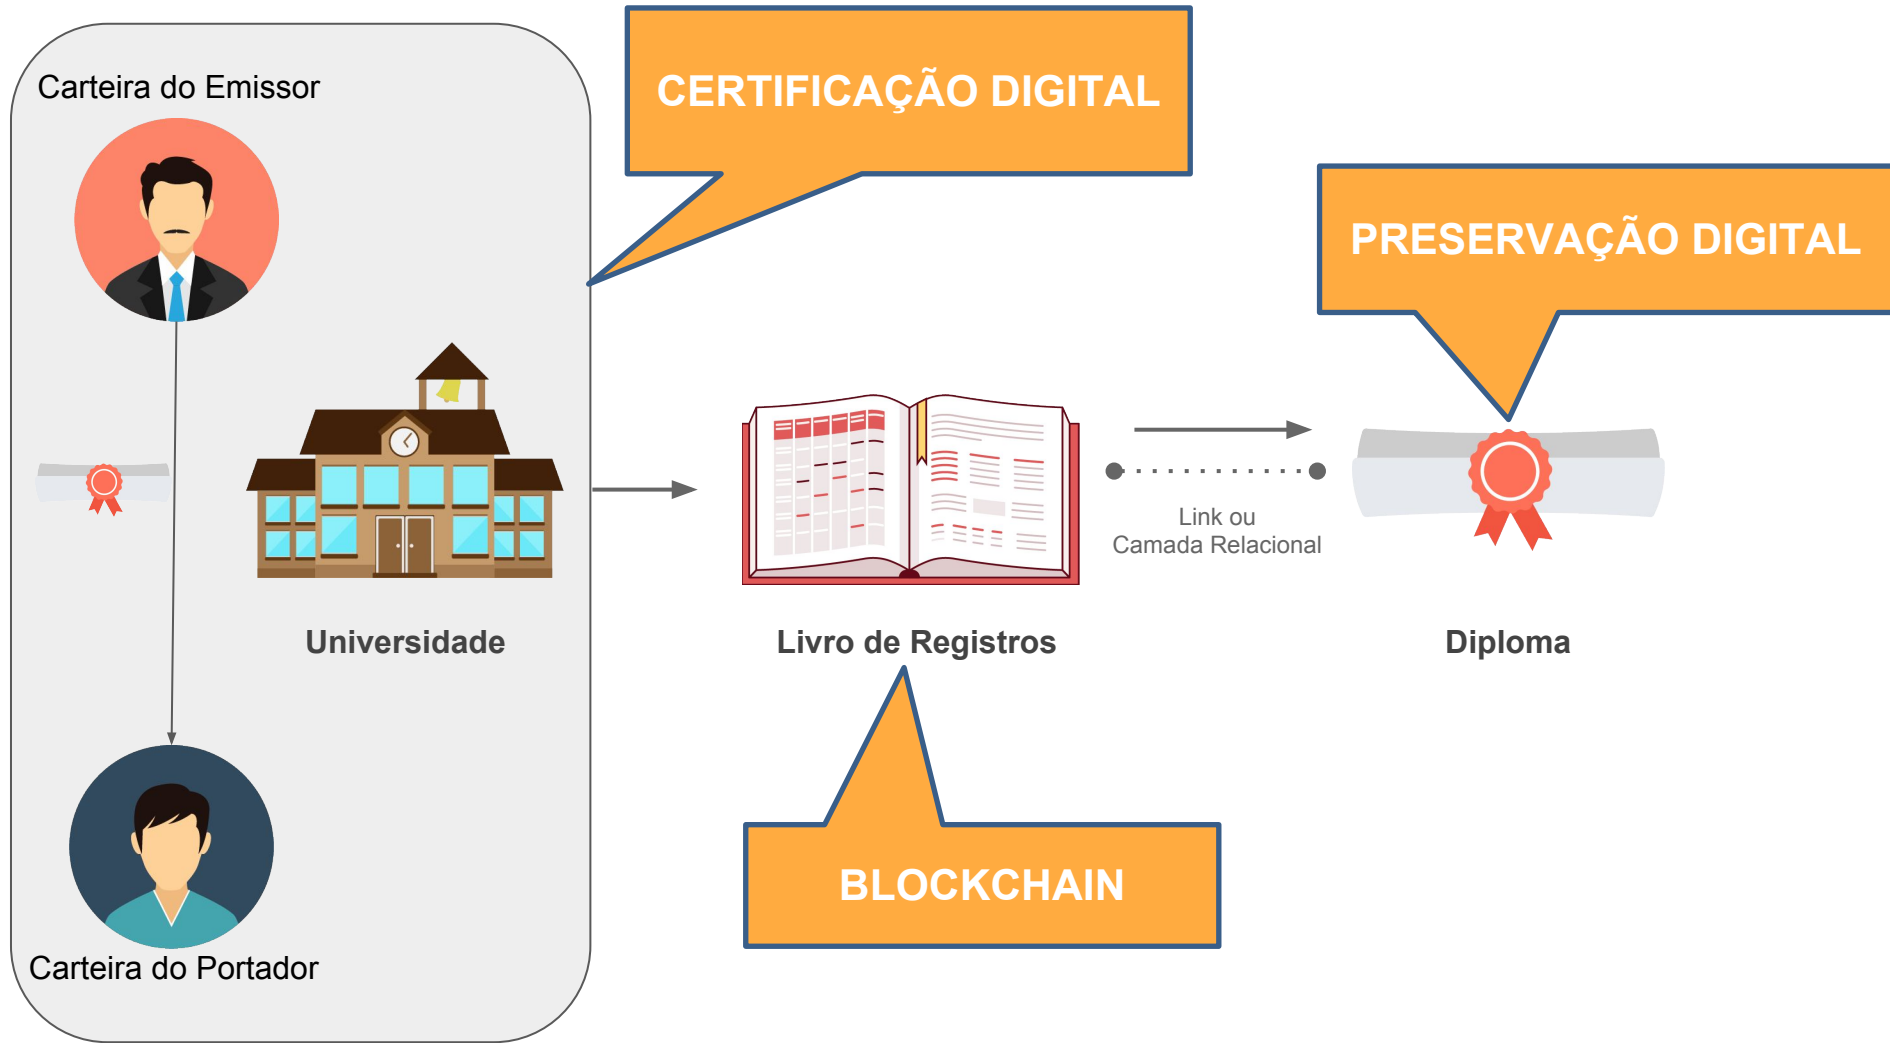 Carteira do Emissor
CERTIFICAÇÃO DIGITAL
PRESERVAÇÃO DIGITAL
Link ou
Camada Relacional
Universidade
Livro de Registros
Diploma
BLOCKCHAIN
Carteira do Portador